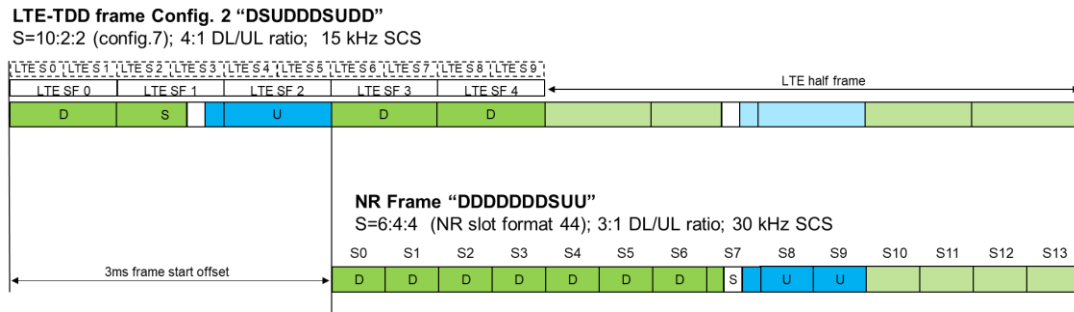 LTE-TDD frame Config. 2 “DSUDDDSUDD”
S=10:2:2 (config.7); 4:1 DL/UL ratio; 15 kHz SCS
LTE S 0 LTE S 1 LTE S 2 LTE S 3 LTE S 4 LTE S 5 LTE S 6 LTE S 7 LTE S 8 LTE S 9
LTE SF 0 LTE SF 1 LTE SF 2 LTE SF 3 LTE SF 4 LTE half frame
D S U D D
NR Frame “DDDDDDDSUU”
S=6:4:4 (NR slot format 44); 3:1 DL/UL ratio; 30 kHz SCS
S0 S1 S2 S3 S4 S5 S6 S7 S8 S9 S10 S11 S12 S13
3ms frame start offset
D D D D D D D S U U